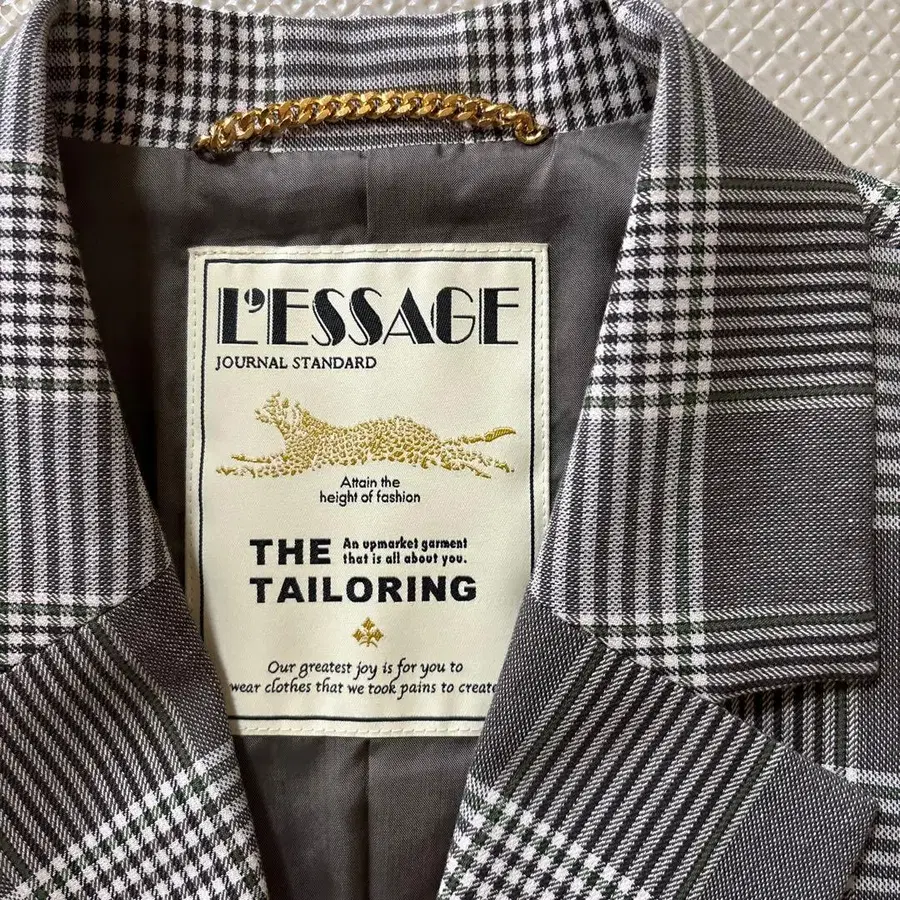 L'ESSAGE
JOURNAL STANDARD
Attain the
height of fashion
THE An upmarket garment
that is all about you.
TAILORING
Our greatest joy is for you to
wear clothes that we took pains to create